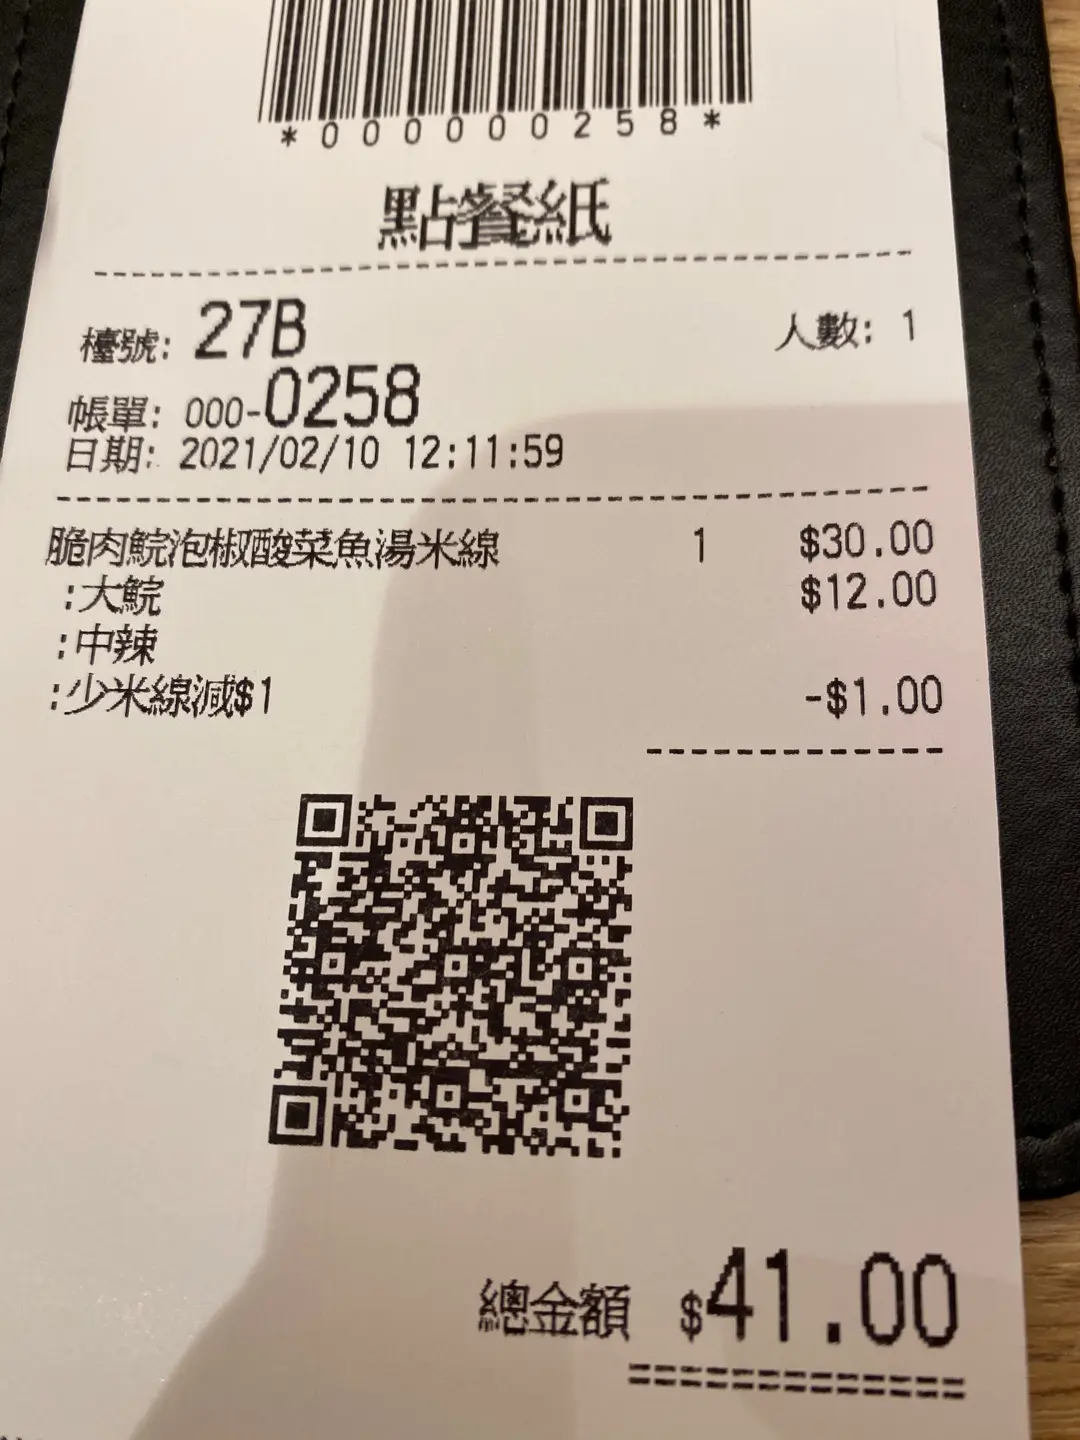 *000000258*
點餐紙
檯號: 27B 人數: 1
帳單: 000-0258
日期: 2021/02/10 12:11:59
脆肉鯇泡椒酸菜魚湯米線 1 $30.00
:大鯇 $12.00
:中辣
:少米線減$1 -$1.00
總金額 $41.00